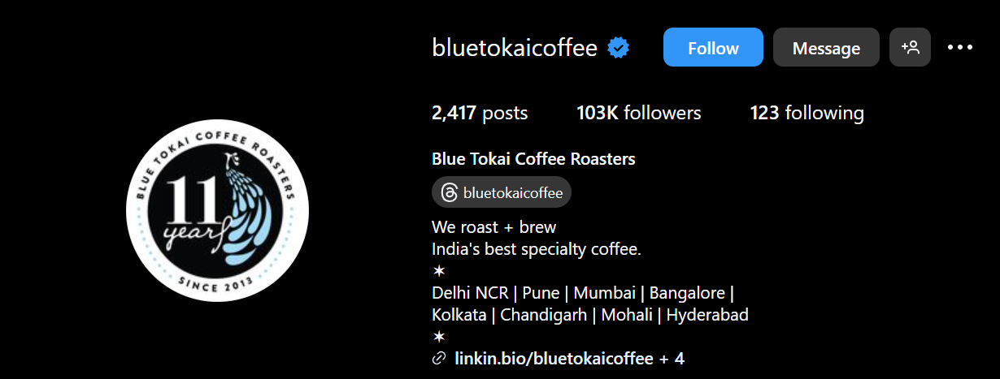 bluetokaicoffee
Follow
Message
2,417 posts
103K followers
123 following
BLUE TOKAI COFFEE ROASTERS
11
years
SINCE 2013
Blue Tokai Coffee Roasters
bluetokaicoffee
We roast + brew
India's best specialty coffee.
✶
Delhi NCR | Pune | Mumbai | Bangalore |
Kolkata | Chandigarh | Mohali | Hyderabad
✶
linkin.bio/bluetokaicoffee + 4